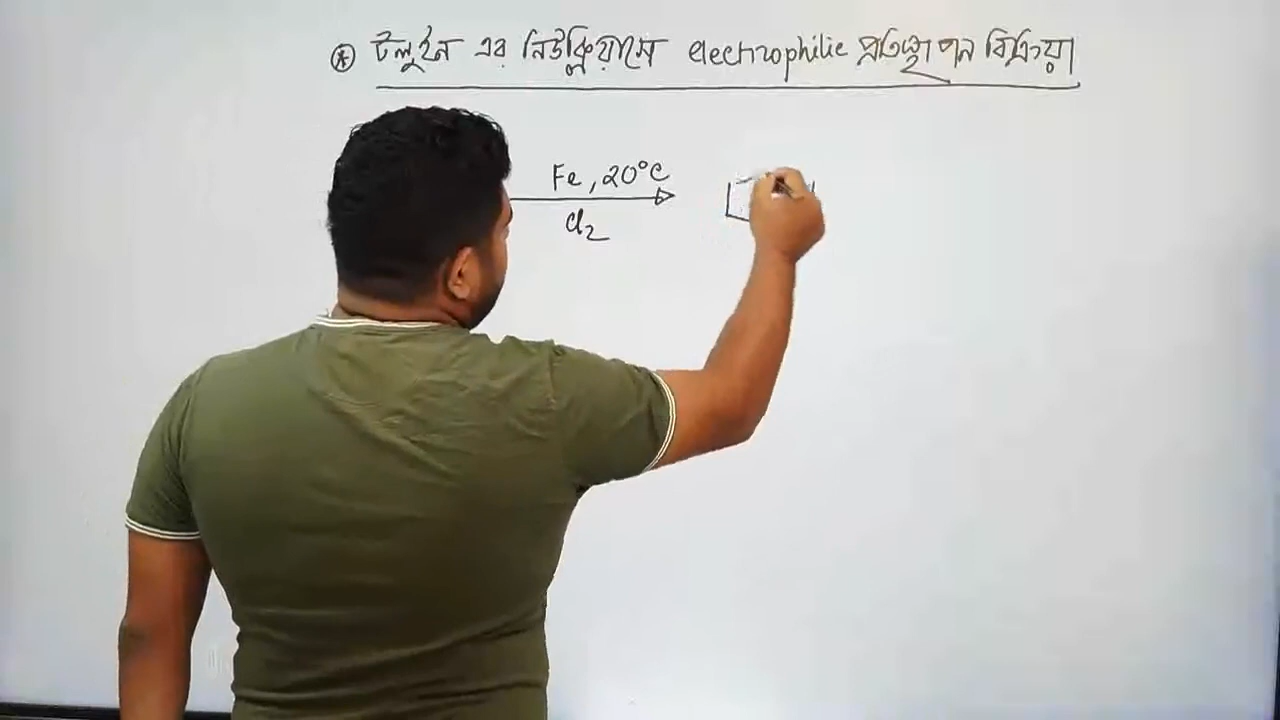 * টলুইন এর নিউক্লিয়াসে electrophilic প্রতিস্থাপন বিক্রিয়া
Fe, 20°C
Cl2